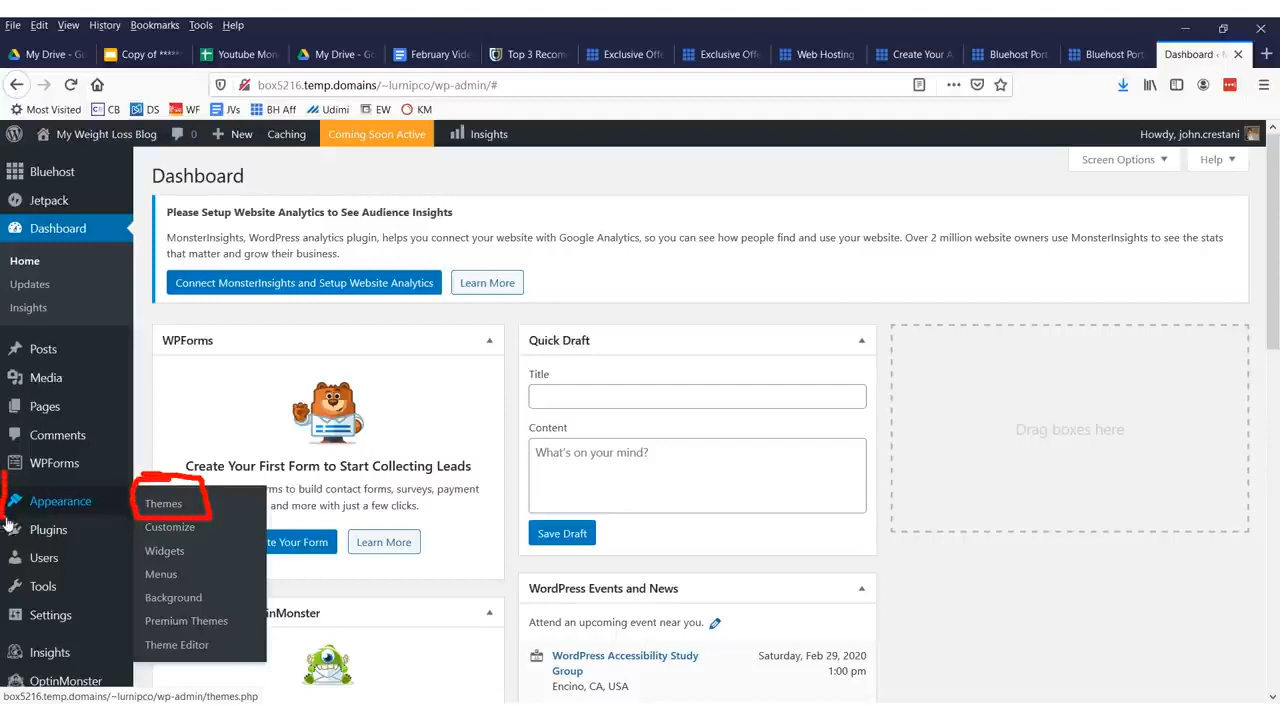 File Edit View History Bookmarks Tools Help
My Drive - Go
Copy of *****
Youtube Mon
My Drive - Go
February Vide
Top 3 Recom
Exclusive Offe
Exclusive Offe
Web Hosting
Create Your A
Bluehost Port
Bluehost Port
Dashboard ‹ M
box5216.temp.domains/~lurnipco/wp-admin/#
Most Visited CB DS WF JVs BH Aff Udimi EW KM
My Weight Loss Blog 0 New Caching Coming Soon Active Insights Howdy, john.crestani
Bluehost
Jetpack
Dashboard
Home
Updates
Insights
Posts
Media
Pages
Comments
WPForms
Appearance
Plugins
Users
Tools
Settings
Insights
OptinMonster
Themes
Customize
Widgets
Menus
Background
Premium Themes
Theme Editor
Dashboard
Screen Options
Help
Please Setup Website Analytics to See Audience Insights
MonsterInsights, WordPress analytics plugin, helps you connect your website with Google Analytics, so you can see how people find and use your website. Over 2 million website owners use MonsterInsights to see the stats
that matter and grow their business.
Connect MonsterInsights and Setup Website Analytics
Learn More
WPForms
Create Your First Form to Start Collecting Leads
rms to build contact forms, surveys, payment
and more with just a few clicks.
te Your Form
Learn More
inMonster
Quick Draft
Title
Content
What's on your mind?
Save Draft
WordPress Events and News
Attend an upcoming event near you.
WordPress Accessibility Study
Group
Encino, CA, USA
Saturday, Feb 29, 2020
1:00 pm
Drag boxes here
box5216.temp.domains/~lurnipco/wp-admin/themes.php